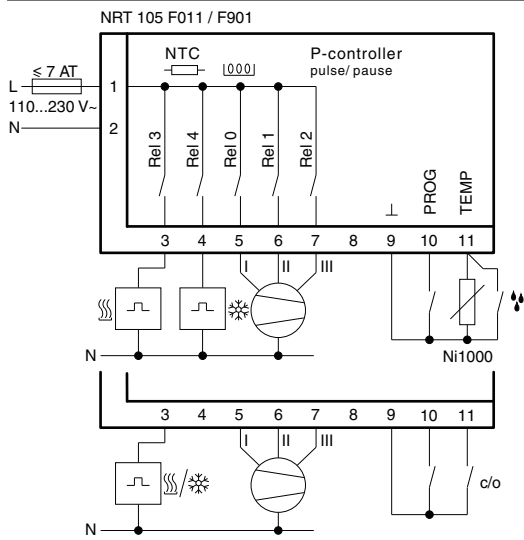 NRT 105 F011 / F901
≤ 7 AT
L
110...230 V~
N
1
2
NTC
P-controller
pulse/ pause
Rel 3
Rel 4
Rel 0
Rel 1
Rel 2
⊥
PROG
TEMP
3 4 5 6 7 8 9 10 11
I II III
N
Ni1000
3 4 5 6 7 8 9 10 11
I II III
/
c/o
N